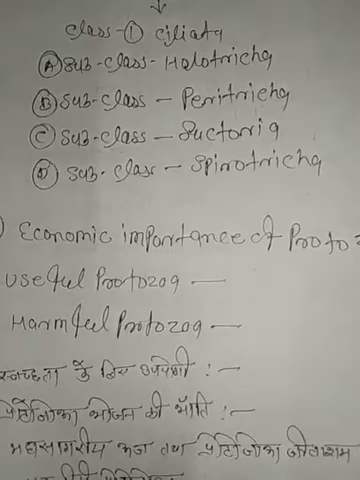 Class-① Ciliata
Ⓐ Sub-Class-Holotricha
Ⓑ Sub-Class - Peritricha
Ⓒ Sub-Class - Suctoria
Ⓓ Sub-Class - Spirotricha
) Economic importance of Proto
Useful Protozoa -
Harmful Protozoa -
स्वच्छता के लिए उपयोगी :-
प्रोटोजोआ भोजन की भाँति :-
महासागरीय कज तथा प्रोटोजोआ जीवाश्म